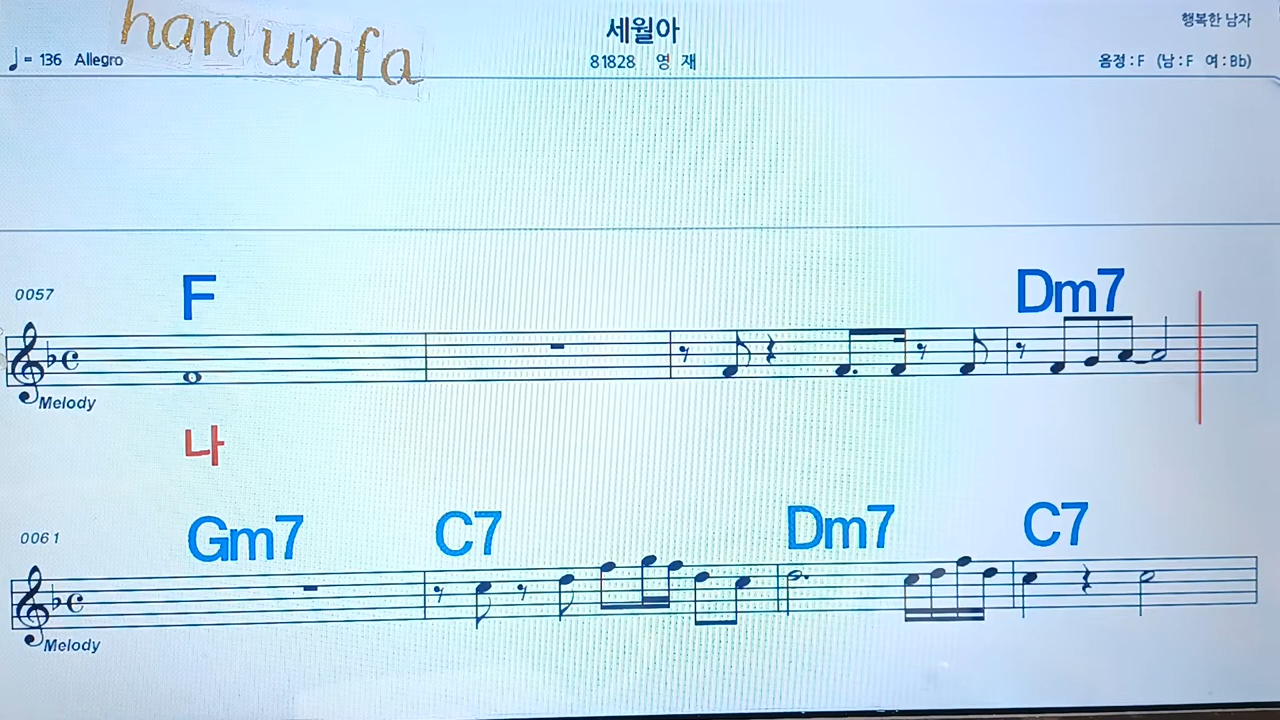 han unfa
세월아
행복한 남자
♩= 136 Allegro
81828 영 재
음정 : F (남 : F 여 : Bb)
0057
F
Dm7
Melody
나
0061
Gm7
C7
Dm7
C7
Melody